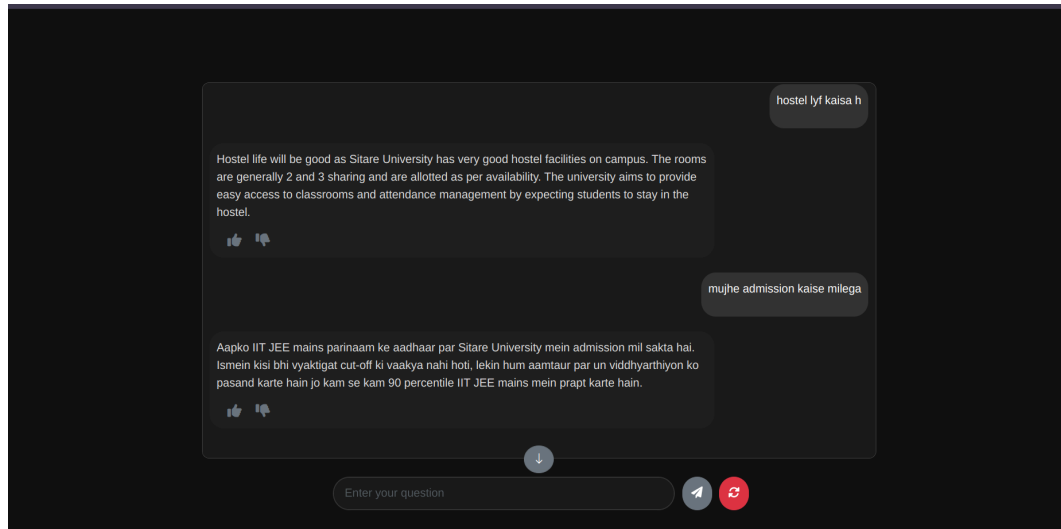 hostel lyf kaisa h
Hostel life will be good as Sitare University has very good hostel facilities on campus. The rooms
are generally 2 and 3 sharing and are allotted as per availability. The university aims to provide
easy access to classrooms and attendance management by expecting students to stay in the
hostel.
mujhe admission kaise milega
Aapko IIT JEE mains parinaam ke aadhaar par Sitare University mein admission mil sakta hai.
Ismein kisi bhi vyaktigat cut-off ki vaakya nahi hoti, lekin hum aamtaur par un viddhyarthiyon ko
pasand karte hain jo kam se kam 90 percentile IIT JEE mains mein prapt karte hain.
Enter your question